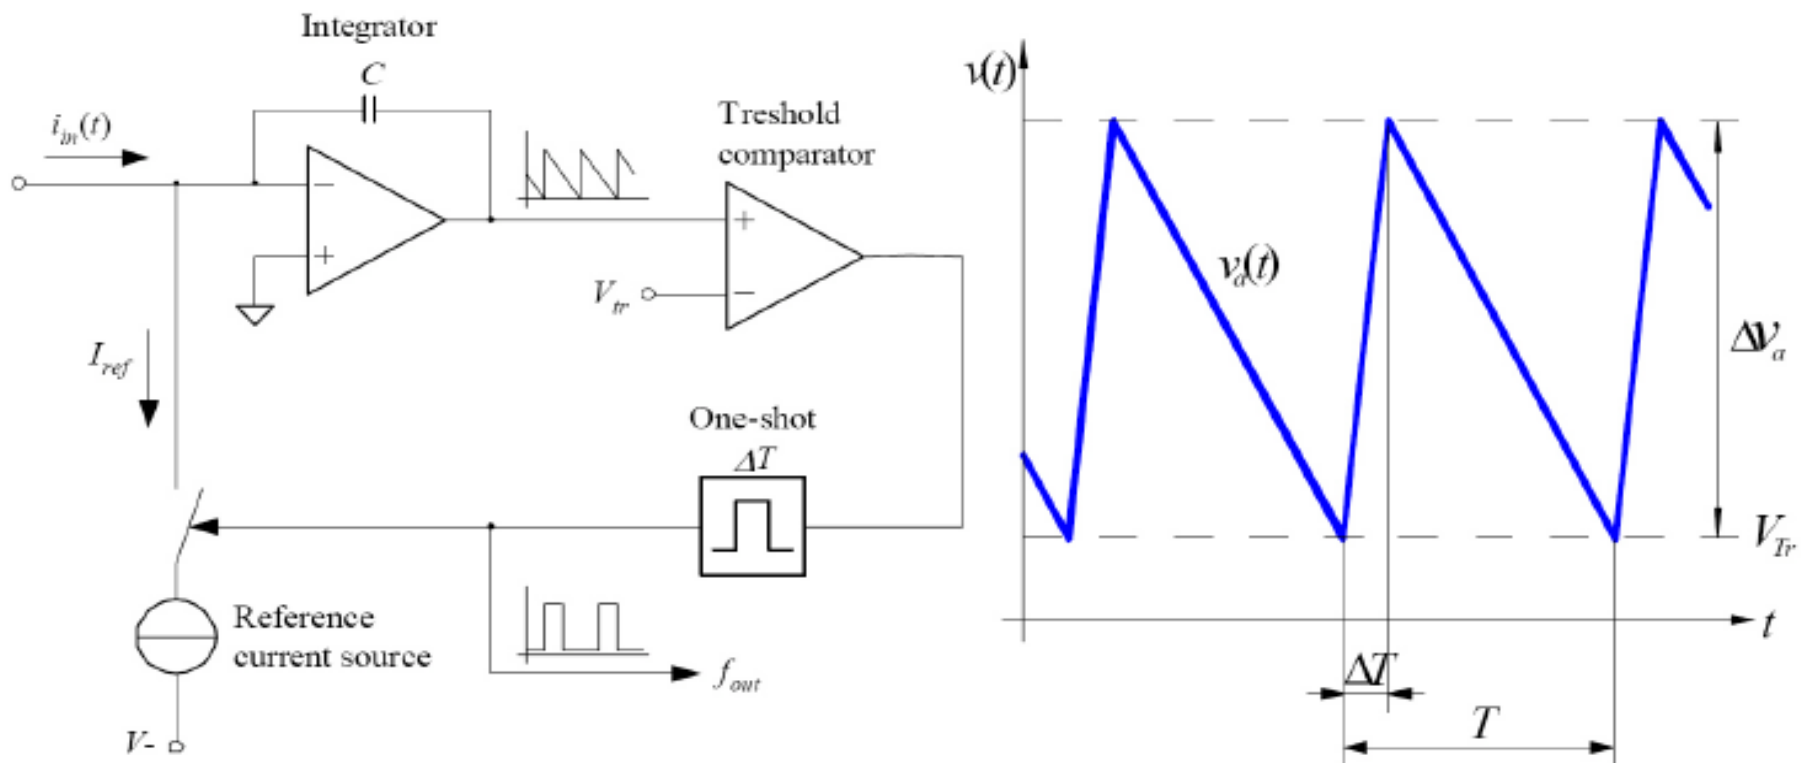 Integrator
C
i_in(t)
−
+
Treshold
comparator
+
V_tr
−
I_ref
One-shot
ΔT
Reference
current source
f_out
V-
v(t)
v_a(t)
ΔV_a
V_Tr
t
ΔT
T